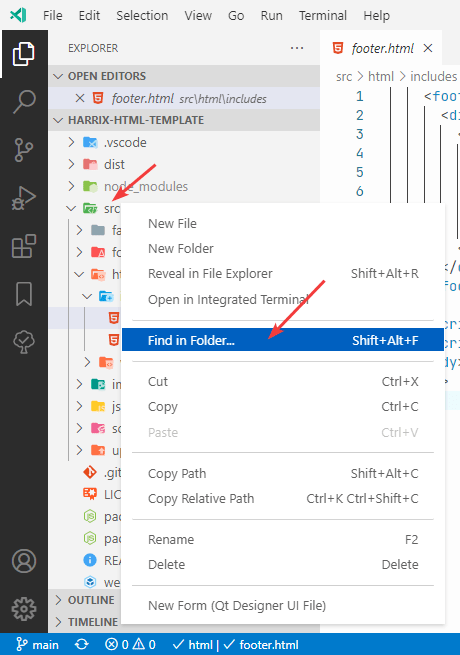 File Edit Selection View Go Run Terminal Help
EXPLORER ... footer.html
OPEN EDITORS
footer.html src\html\includes
src > html > includes
HARRIX-HTML-TEMPLATE
.vscode
dist
node_modules
src
1 <foo
2 <di
3 <
4
5
6
New File
New Folder
Reveal in File Explorer Shift+Alt+R
Open in Integrated Terminal
Find in Folder... Shift+Alt+F
Cut Ctrl+X
Copy Ctrl+C
Paste Ctrl+V
Copy Path Shift+Alt+C
Copy Relative Path Ctrl+K Ctrl+Shift+C
Rename F2
Delete Delete
New Form (Qt Designer UI File)
fa
fo
ht
im
js
sc
up
.git
LIC
pac
pac
REA
we
OUTLINE
TIMELINE
main 0 0 html | footer.html